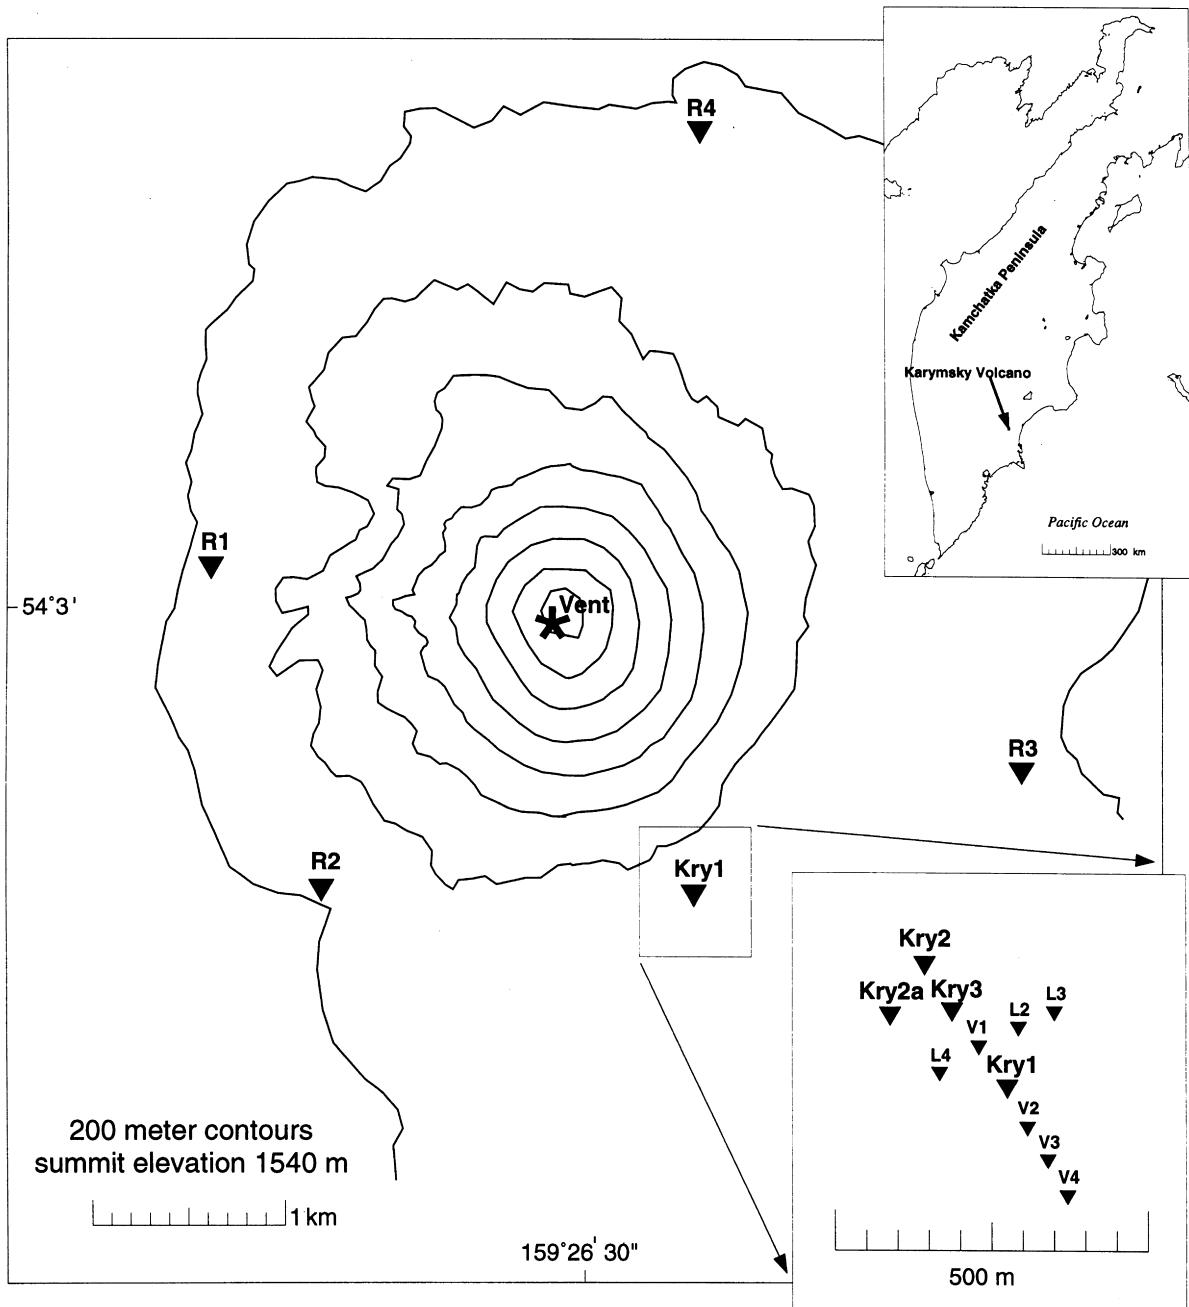 R4
Kamchatka Peninsula
Karymsky Volcano
Pacific Ocean
300 km
R1
54°3'
Vent
R3
R2
Kry1
Kry2
Kry2a Kry3
L3
L2
V1
L4
Kry1
V2
V3
V4
500 m
200 meter contours
summit elevation 1540 m
1 km
159°26' 30"